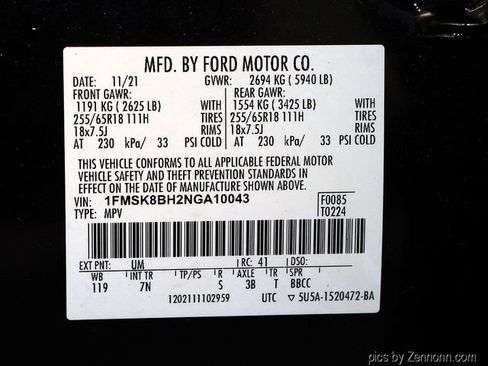 MFD. BY FORD MOTOR CO.
DATE: 11/21 GVWR: 2694 KG ( 5940 LB)
FRONT GAWR: REAR GAWR:
1191 KG ( 2625 LB) WITH 1554 KG ( 3425 LB) WITH
255/65R18 111H TIRES 255/65R18 111H TIRES
18x7.5J RIMS 18x7.5J RIMS
AT 230 kPa/ 33 PSI COLD AT 230 kPa/ 33 PSI COLD
THIS VEHICLE CONFORMS TO ALL APPLICABLE FEDERAL MOTOR
VEHICLE SAFETY AND THEFT PREVENTION STANDARDS IN
EFFECT ON THE DATE OF MANUFACTURE SHOWN ABOVE.
VIN: 1FMSK8BH2NGA10043 F0085
TYPE: MPV T0224
EXT PNT: UM RC: 41 DSO:
WB INT TR TP/PS R AXLE TR SPR
119 7N S 3B T BBCC
1202111102959 UTC ▽ 5U5A-1520472-BA
pics by Zennonn.com